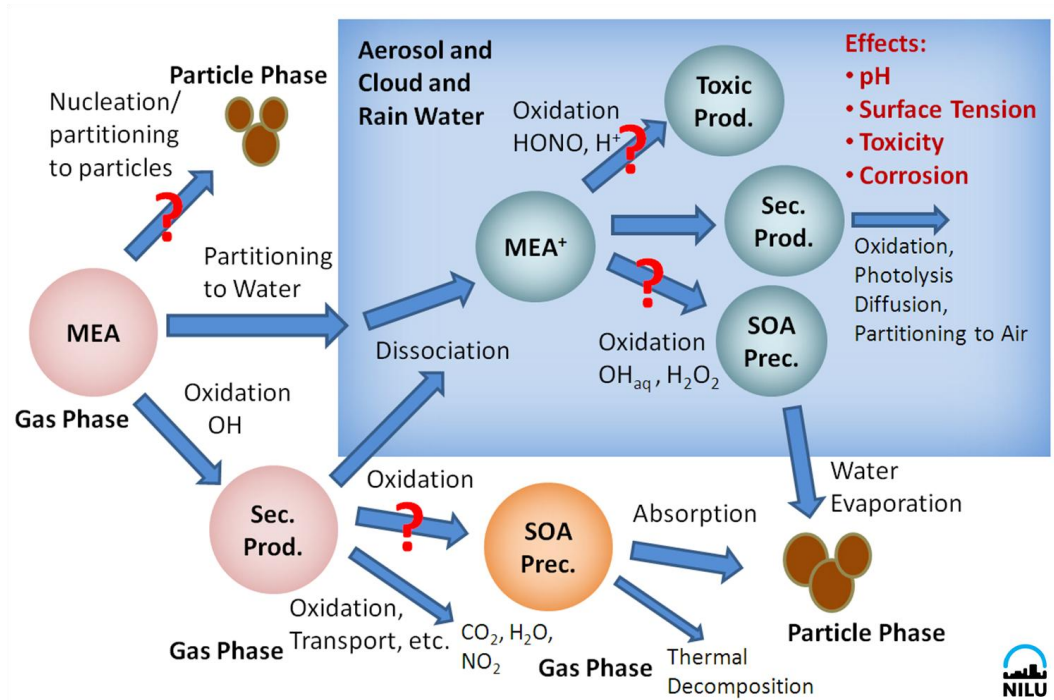 Particle Phase
Nucleation/
partitioning
to particles
?
Aerosol and
Cloud and
Rain Water
Oxidation
HONO, H⁺
?
Toxic
Prod.
Effects:
• pH
• Surface Tension
• Toxicity
• Corrosion
Partitioning
to Water
MEA
Gas Phase
MEA⁺
Sec.
Prod.
Oxidation,
Photolysis
Diffusion,
Partitioning to Air
?
Dissociation
Oxidation
OHaq, H₂O₂
SOA
Prec.
Oxidation
OH
Water
Evaporation
Sec.
Prod.
Oxidation
?
SOA
Prec.
Absorption
Particle Phase
Oxidation,
Transport, etc.
Gas Phase
CO₂, H₂O,
NO₂
Gas Phase
Thermal
Decomposition
NILU